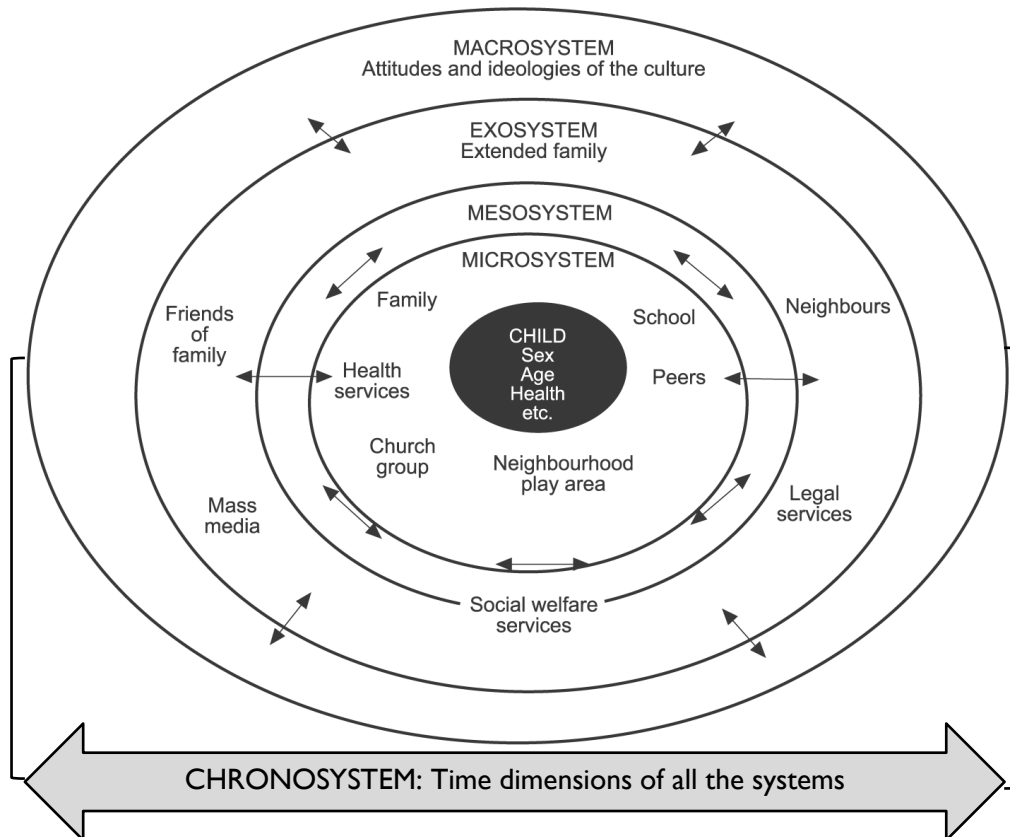 MACROSYSTEM
Attitudes and ideologies of the culture
EXOSYSTEM
Extended family
MESOSYSTEM
MICROSYSTEM
Family
School
Neighbours
Friends
of
family
CHILD
Sex
Age
Health
etc.
Health
services
Peers
Church
group
Neighbourhood
play area
Mass
media
Legal
services
Social welfare
services
CHRONOSYSTEM: Time dimensions of all the systems